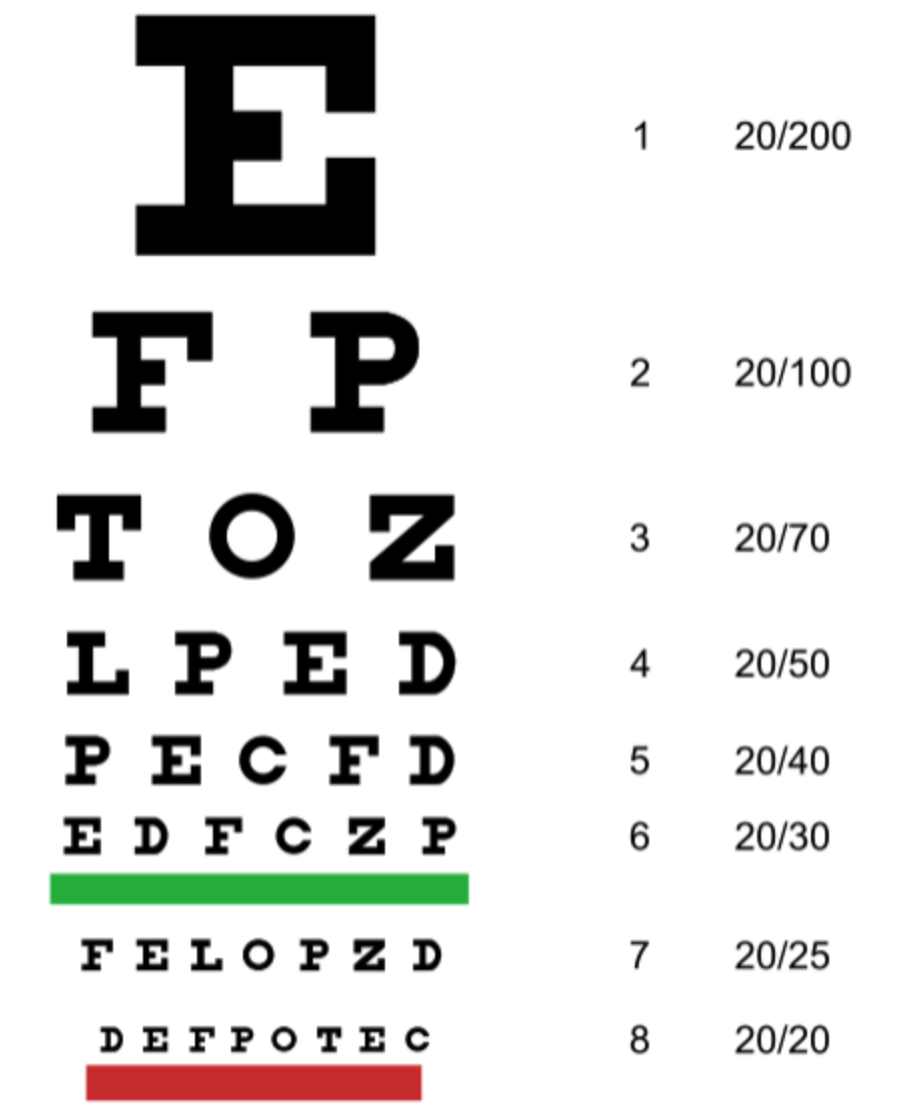 E 1 20/200
F P 2 20/100
T O Z 3 20/70
L P E D 4 20/50
P E C F D 5 20/40
E D F C Z P 6 20/30
F E L O P Z D 7 20/25
D E F P O T E C 8 20/20